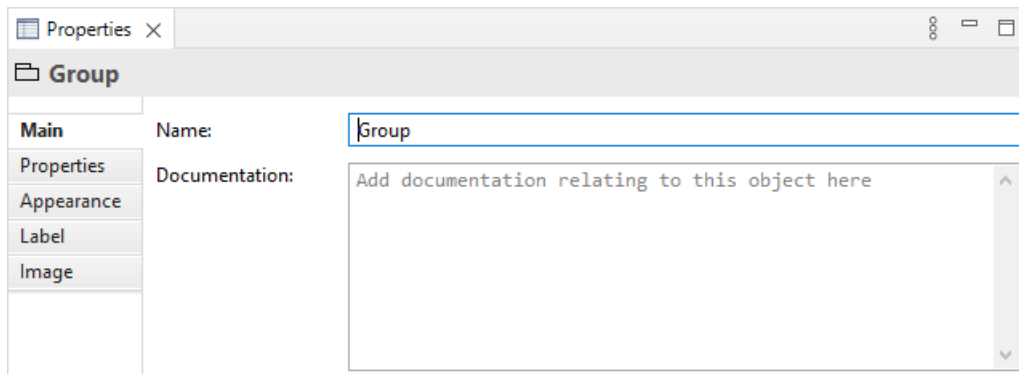 Properties
Group
Main
Name:
Group
Properties
Documentation:
Add documentation relating to this object here
Appearance
Label
Image